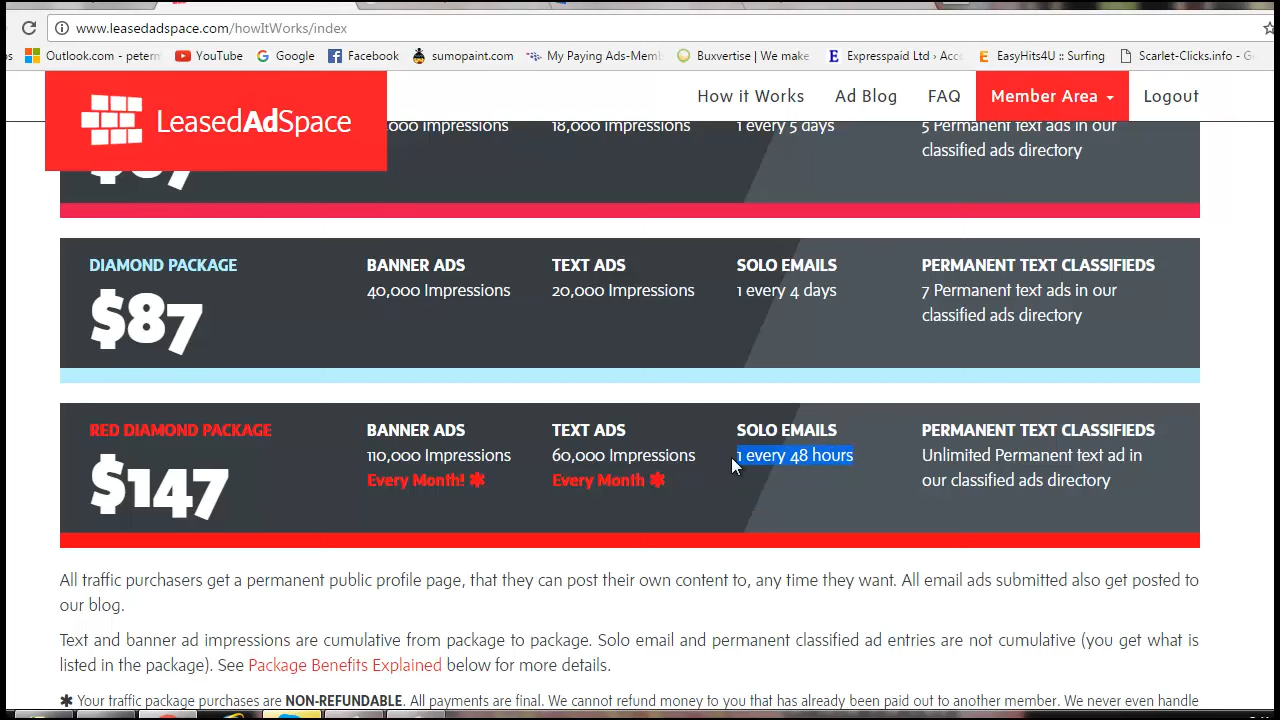 www.leasedadspace.com/howItWorks/index
Outlook.com - peterm
YouTube
Google
Facebook
sumopaint.com
My Paying Ads-Memb
Buxvertise | We make
Expresspaid Ltd › Acc
EasyHits4U :: Surfing
Scarlet-Clicks.info - G
LeasedAdSpace
How it Works
Ad Blog
FAQ
Member Area
Logout
,000 Impressions
18,000 Impressions
1 every 5 days
5 Permanent text ads in our
classified ads directory
DIAMOND PACKAGE
$87
BANNER ADS
40,000 Impressions
TEXT ADS
20,000 Impressions
SOLO EMAILS
1 every 4 days
PERMANENT TEXT CLASSIFIEDS
7 Permanent text ads in our
classified ads directory
RED DIAMOND PACKAGE
$147
BANNER ADS
110,000 Impressions
Every Month! ✱
TEXT ADS
60,000 Impressions
Every Month ✱
SOLO EMAILS
1 every 48 hours
PERMANENT TEXT CLASSIFIEDS
Unlimited Permanent text ad in
our classified ads directory
All traffic purchasers get a permanent public profile page, that they can post their own content to, any time they want. All email ads submitted also get posted to
our blog.
Text and banner ad impressions are cumulative from package to package. Solo email and permanent classified ad entries are not cumulative (you get what is
listed in the package). See Package Benefits Explained below for more details.
✱ Your traffic package purchases are NON-REFUNDABLE. All payments are final. We cannot refund money to you that has already been paid out to another member. We never even handle